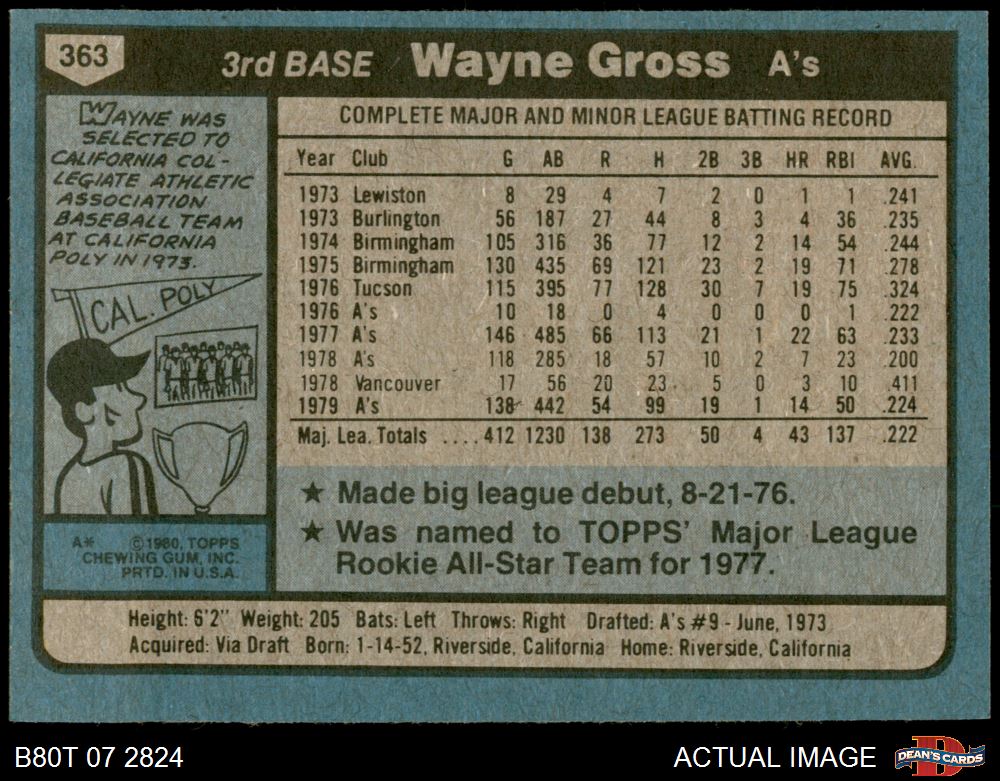 363
3rd BASE Wayne Gross A's
WAYNE WAS
SELECTED TO
CALIFORNIA COL-
LEGIATE ATHLETIC
ASSOCIATION
BASEBALL TEAM
AT CALIFORNIA
POLY IN 1973.
CAL. POLY
A* ©1980, TOPPS
CHEWING GUM, INC.
PRTD. IN U.S.A.
COMPLETE MAJOR AND MINOR LEAGUE BATTING RECORD
Year Club G AB R H 2B 3B HR RBI AVG.
1973 Lewiston 8 29 4 7 2 0 1 1 .241
1973 Burlington 56 187 27 44 8 3 4 36 .235
1974 Birmingham 105 316 36 77 12 2 14 54 .244
1975 Birmingham 130 435 69 121 23 2 19 71 .278
1976 Tucson 115 395 77 128 30 7 19 75 .324
1976 A's 10 18 0 4 0 0 0 1 .222
1977 A's 146 485 66 113 21 1 22 63 .233
1978 A's 118 285 18 57 10 2 7 23 .200
1978 Vancouver 17 56 20 23 5 0 3 10 .411
1979 A's 138 442 54 99 19 1 14 50 .224
Maj. Lea. Totals ....412 1230 138 273 50 4 43 137 .222
★ Made big league debut, 8-21-76.
★ Was named to TOPPS' Major League
Rookie All-Star Team for 1977.
Height: 6'2" Weight: 205 Bats: Left Throws: Right Drafted: A's #9 - June, 1973
Acquired: Via Draft Born: 1-14-52, Riverside, California Home: Riverside, California
B80T 07 2824 ACTUAL IMAGE DEAN'S CARDS